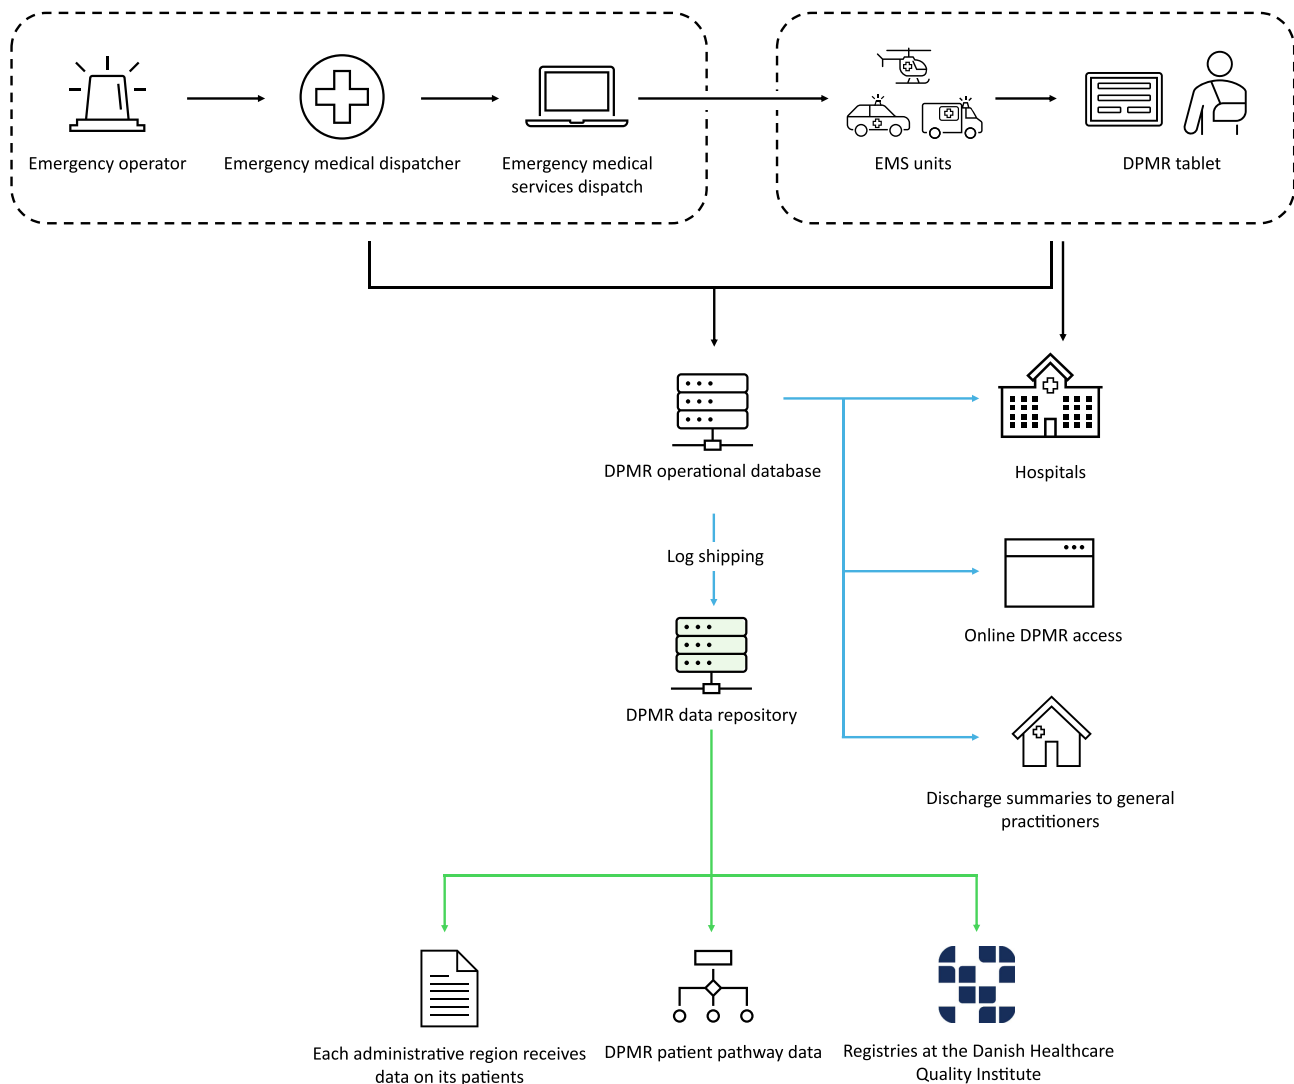 Emergency operator
Emergency medical dispatcher
Emergency medical
services dispatch
EMS units
DPMR tablet
DPMR operational database
Hospitals
Log shipping
Online DPMR access
DPMR data repository
Discharge summaries to general
practitioners
Each administrative region receives
data on its patients
DPMR patient pathway data
Registries at the Danish Healthcare
Quality Institute